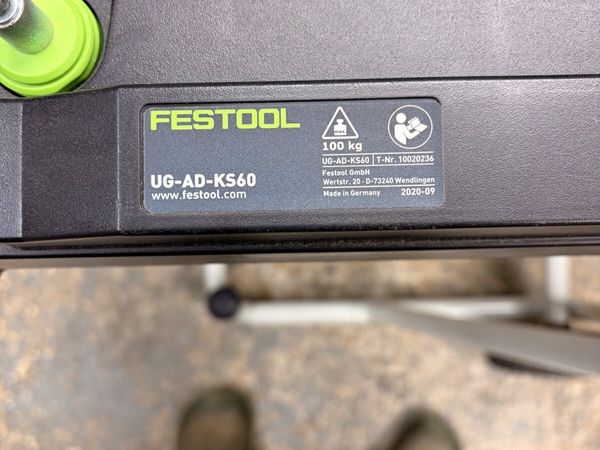 FESTOOL
UG-AD-KS60
www.festool.com
max
100 kg
UG-AD-KS60 | T-Nr. 10020236
Festool GmbH
Wertstr. 20 · D-73240 Wendlingen
Made in Germany 2020-09